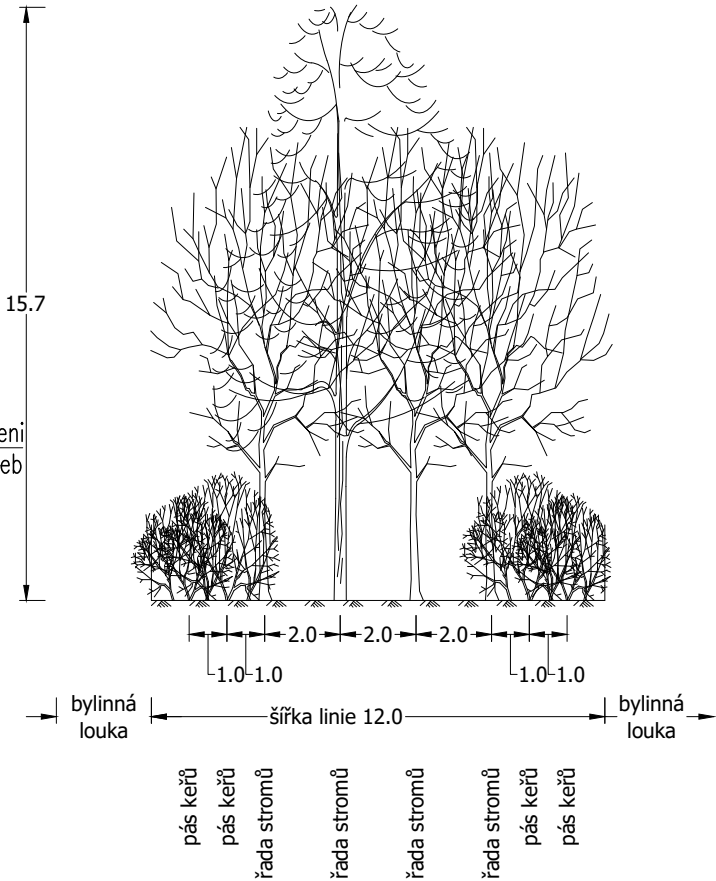 15.7
eni
eb
2.0 2.0 2.0
1.0 1.0 1.0 1.0
bylinná
louka
šířka linie 12.0
bylinná
louka
pás keřů
pás keřů
řada stromů
řada stromů
řada stromů
řada stromů
pás keřů
pás keřů